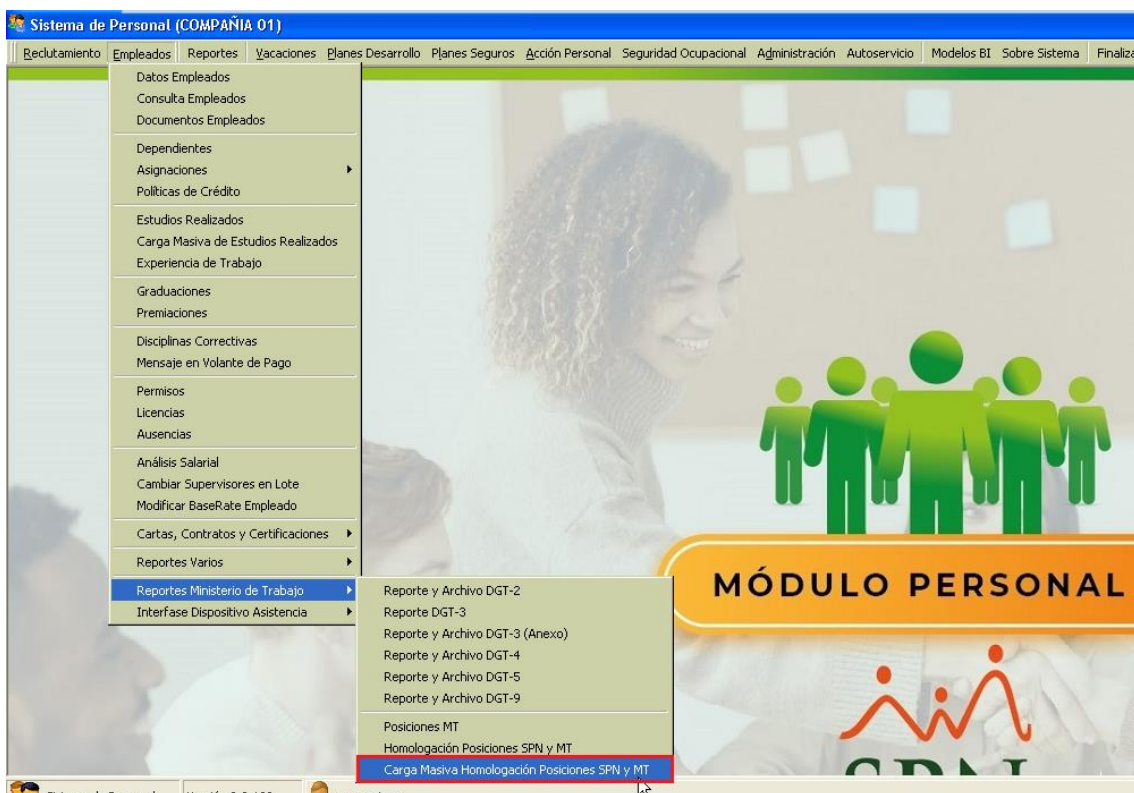 Sistema de Personal (COMPAÑIA 01)
Reclutamiento Empleados Reportes Vacaciones Planes Desarrollo Planes Seguros Acción Personal Seguridad Ocupacional Administración Autoservicio Modelos BI Sobre Sistema
Datos Empleados
Consulta Empleados
Documentos Empleados
Dependientes
Asignaciones
Políticas de Crédito
Estudios Realizados
Carga Masiva de Estudios Realizados
Experiencia de Trabajo
Graduaciones
Premiaciones
Disciplinas Correctivas
Mensaje en Volante de Pago
Permisos
Licencias
Ausencias
Análisis Salarial
Cambiar Supervisores en Lote
Modificar BaseRate Empleado
Cartas, Contratos y Certificaciones
Reportes Varios
Reportes Ministerio de Trabajo
Interfase Dispositivo Asistencia
Reporte y Archivo DGT-2
Reporte DGT-3
Reporte y Archivo DGT-3 (Anexo)
Reporte y Archivo DGT-4
Reporte y Archivo DGT-5
Reporte y Archivo DGT-9
Posiciones MT
Homologación Posiciones SPN y MT
Carga Masiva Homologación Posiciones SPN y MT
MÓDULO PERSONAL
SPN